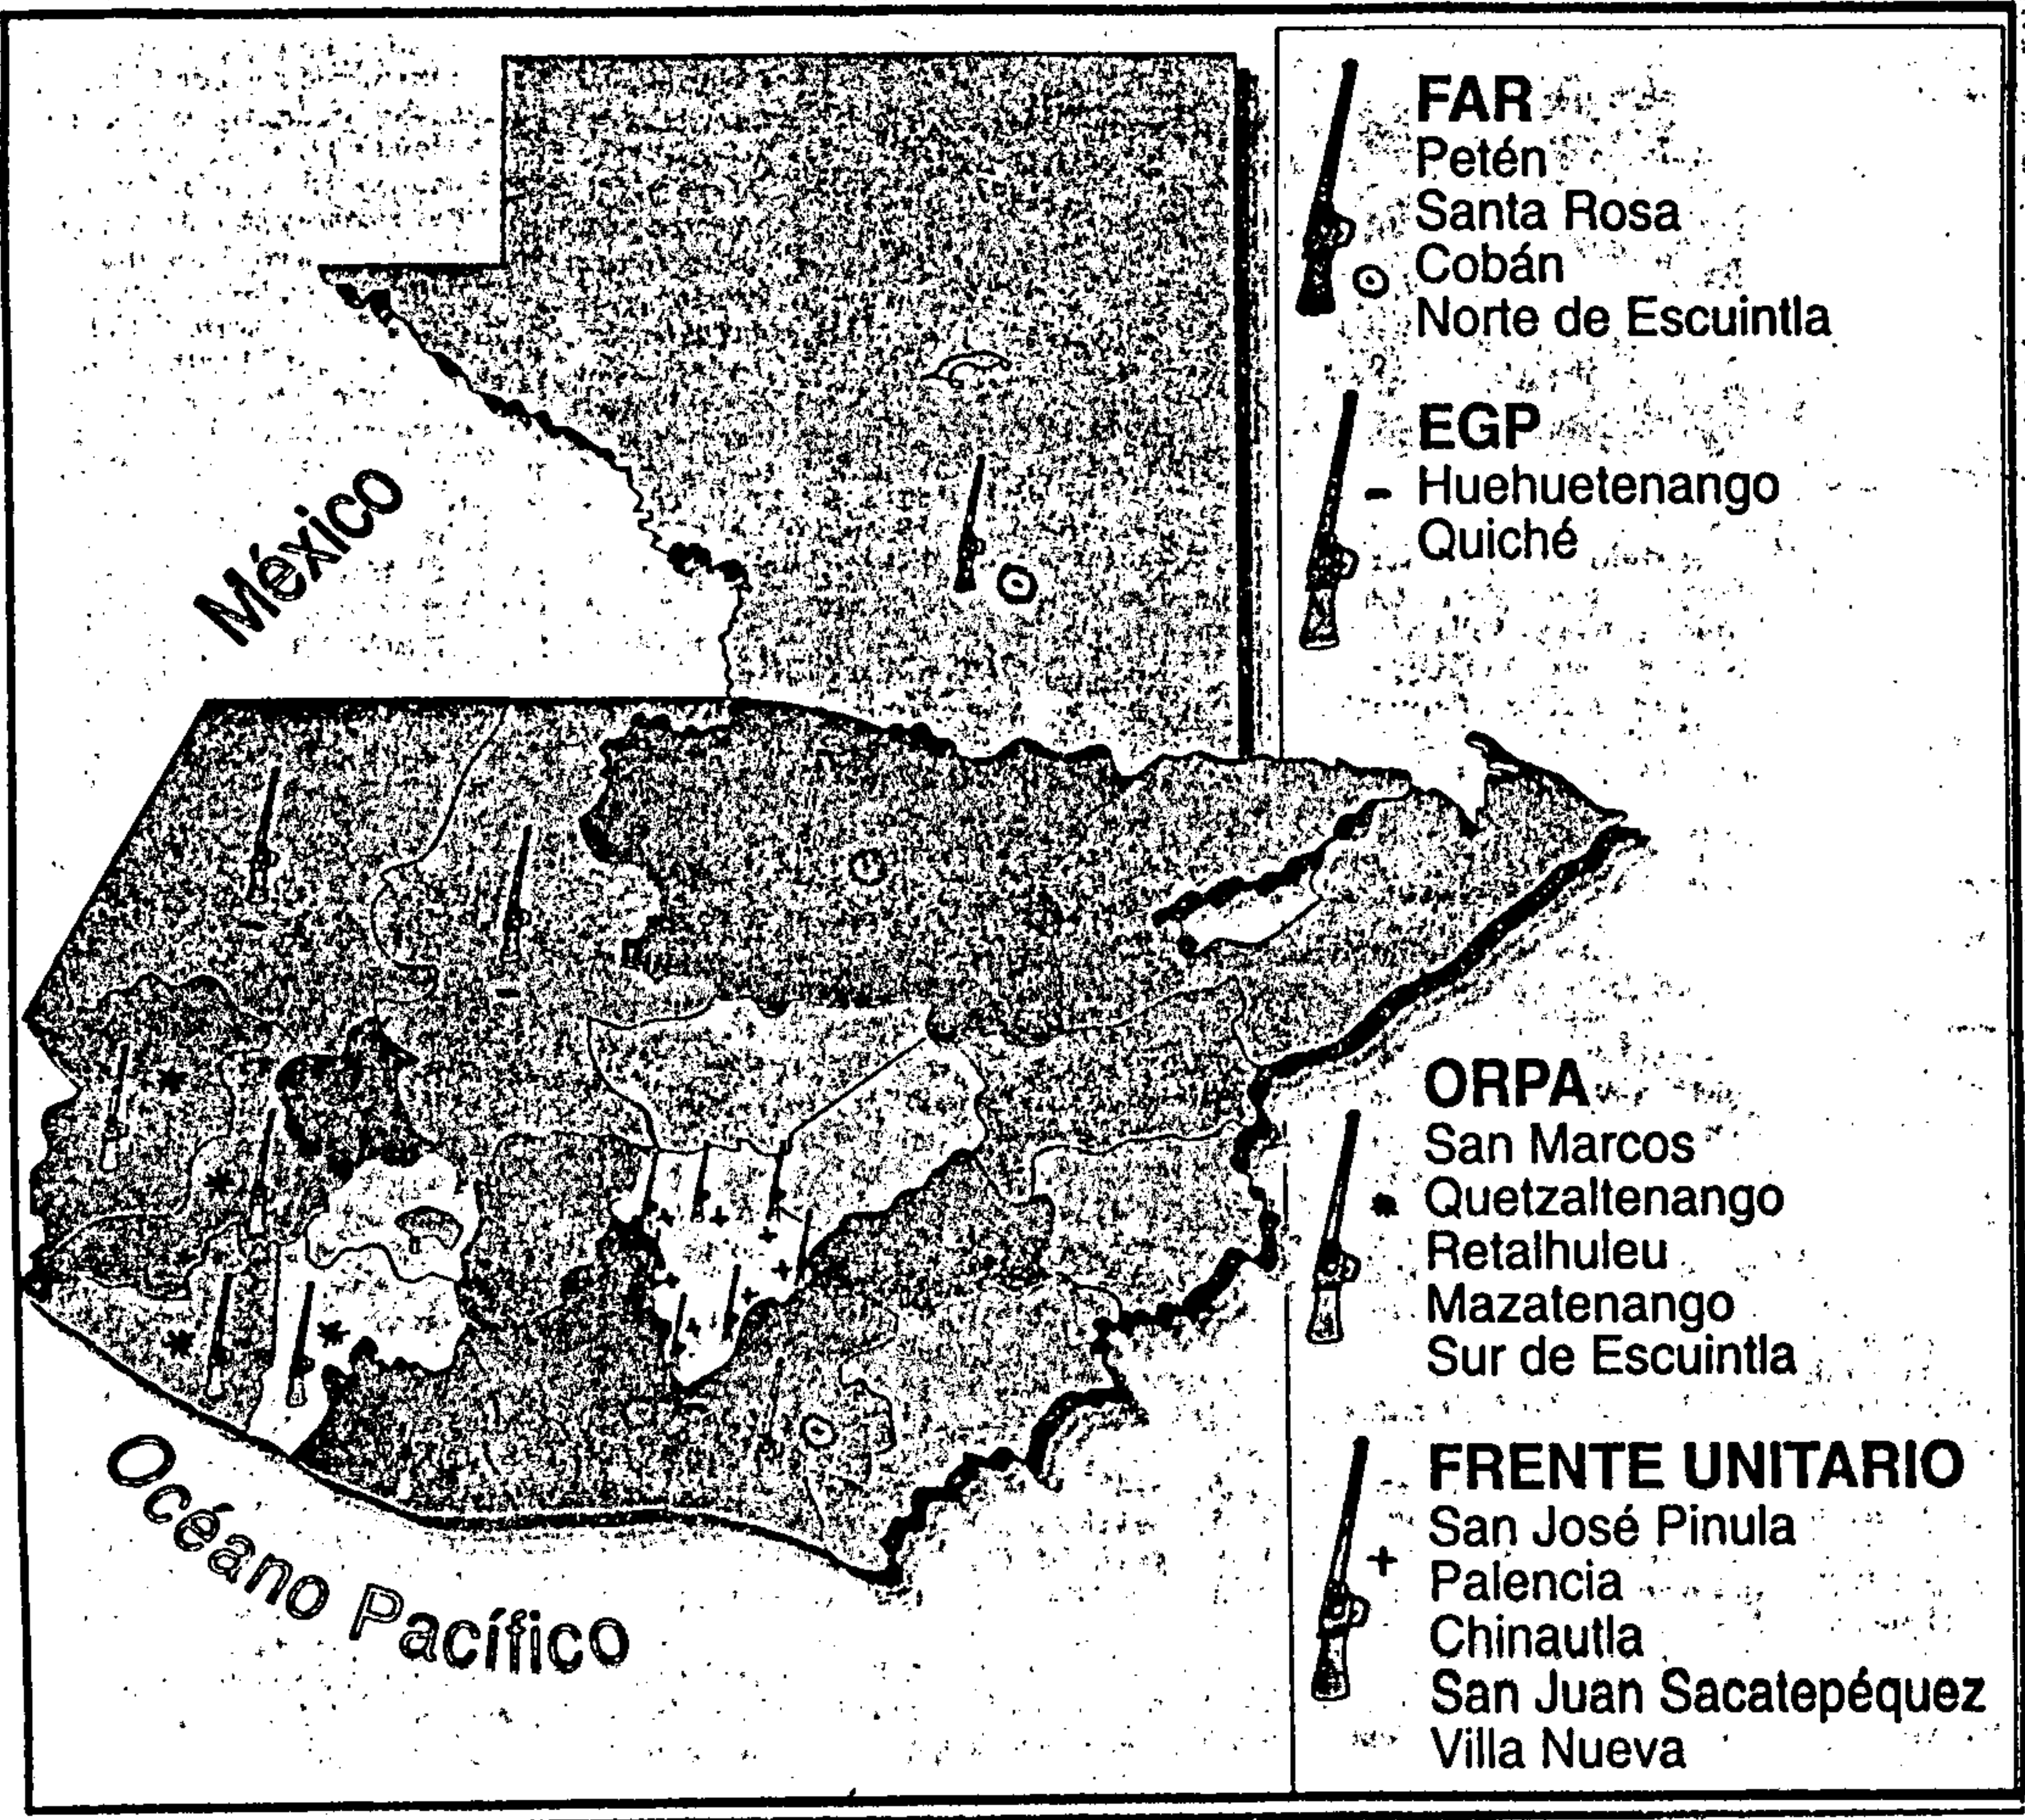 México
Océano Pacífico
FAR
Petén
Santa Rosa
Cobán
Norte de Escuintla
EGP
Huehuetenango
Quiché
ORPA
San Marcos
Quetzaltenango
Retalhuleu
Mazatenango
Sur de Escuintla
FRENTE UNITARIO
San José Pinula
Palencia
Chinautla
San Juan Sacatepéquez
Villa Nueva